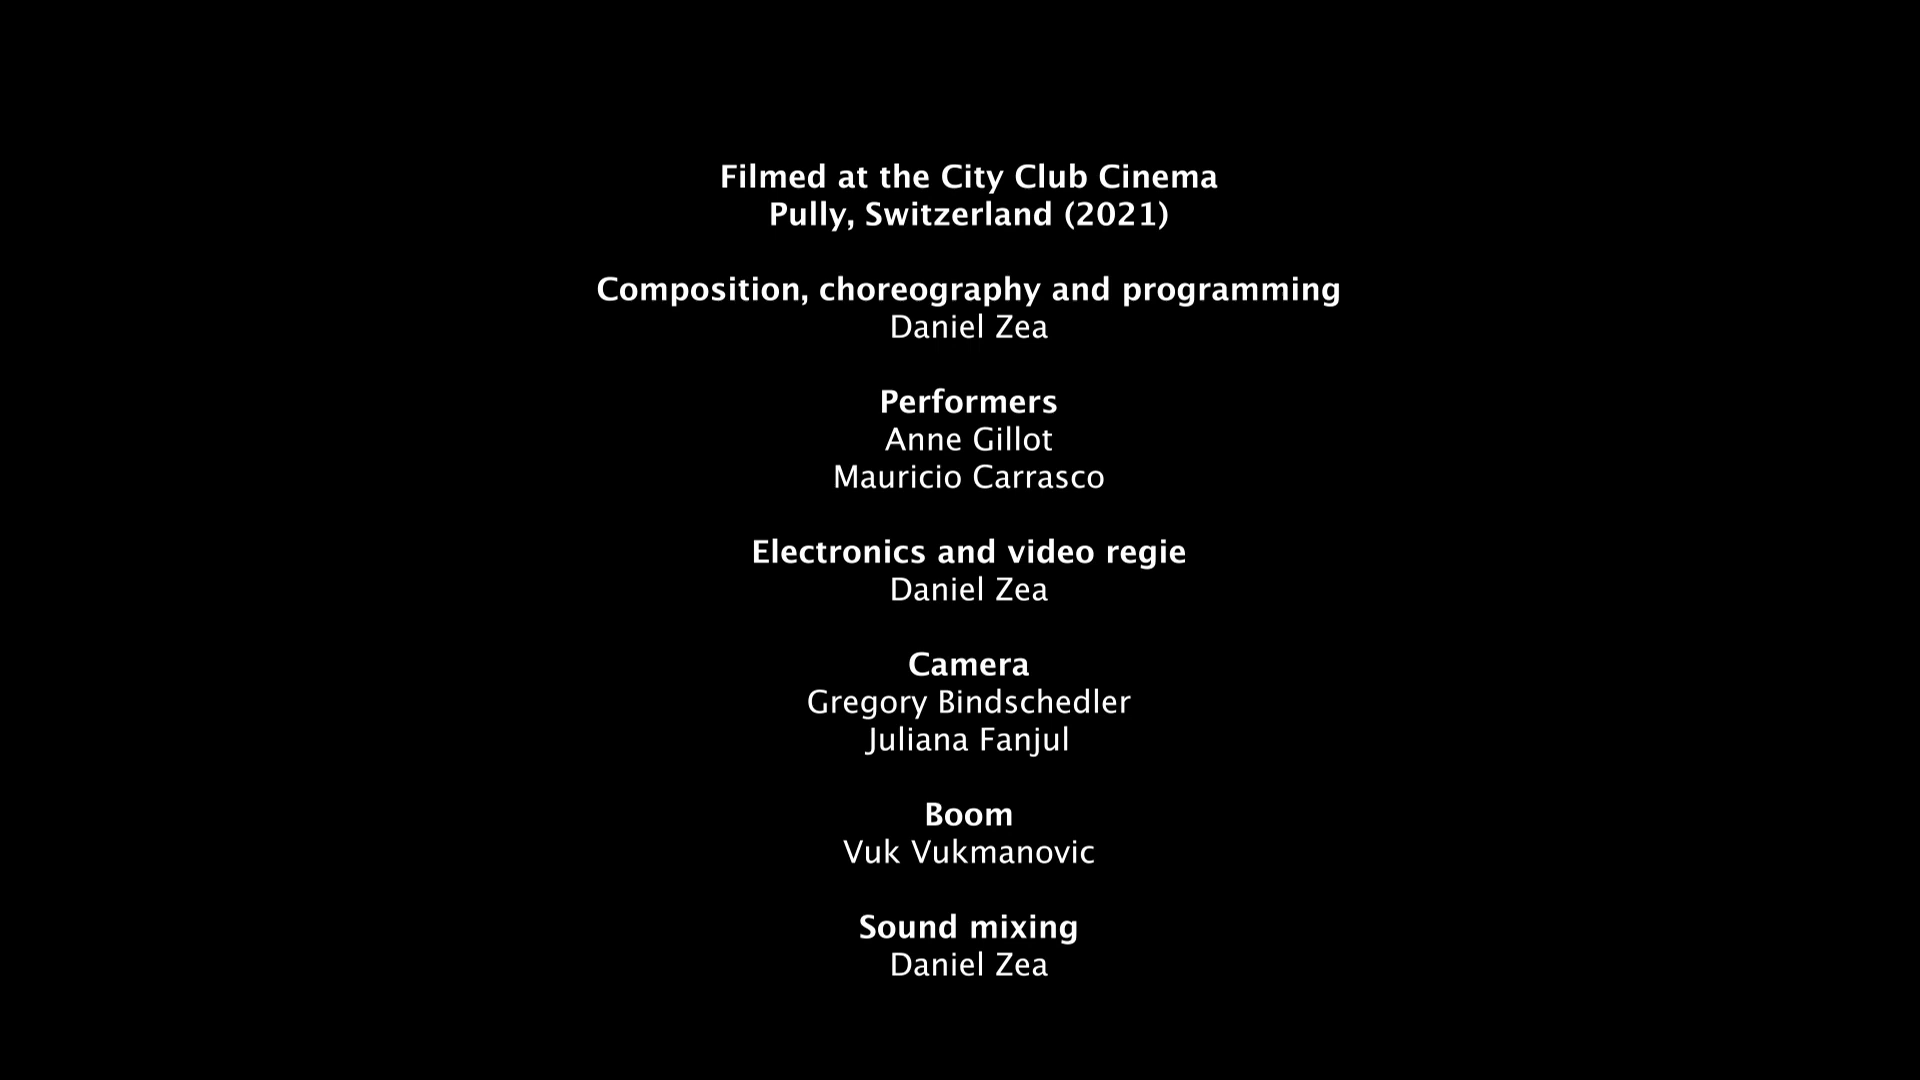 Filmed at the City Club Cinema
Pully, Switzerland (2021)
Composition, choreography and programming
Daniel Zea
Performers
Anne Gillot
Mauricio Carrasco
Electronics and video regie
Daniel Zea
Camera
Gregory Bindschedler
Juliana Fanjul
Boom
Vuk Vukmanovic
Sound mixing
Daniel Zea